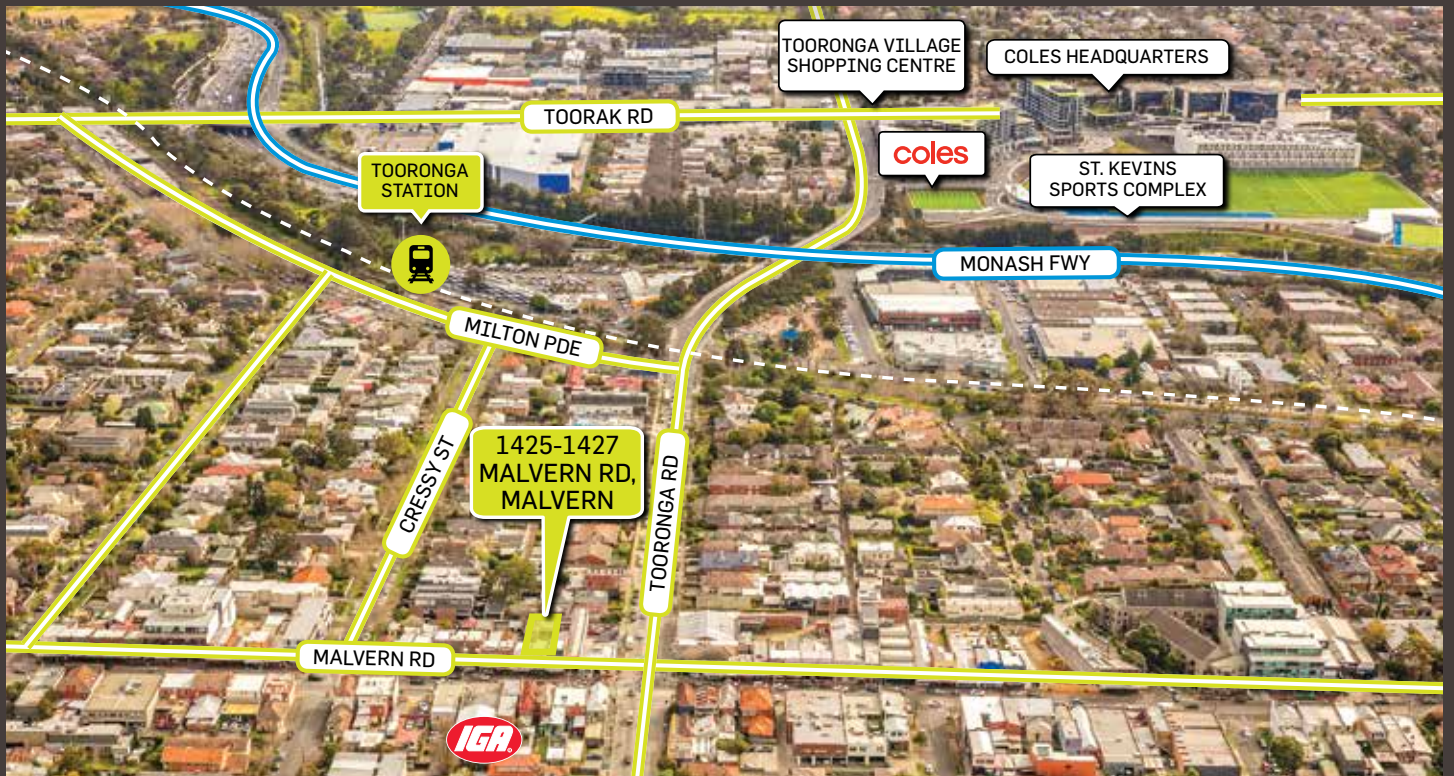 TOORONGA VILLAGE
SHOPPING CENTRE
COLES HEADQUARTERS
TOORAK RD
coles
TOORONGA
STATION
ST. KEVINS
SPORTS COMPLEX
MONASH FWY
MILTON PDE
1425-1427
MALVERN RD,
MALVERN
CRESSY ST
TOORONGA RD
MALVERN RD
IGA